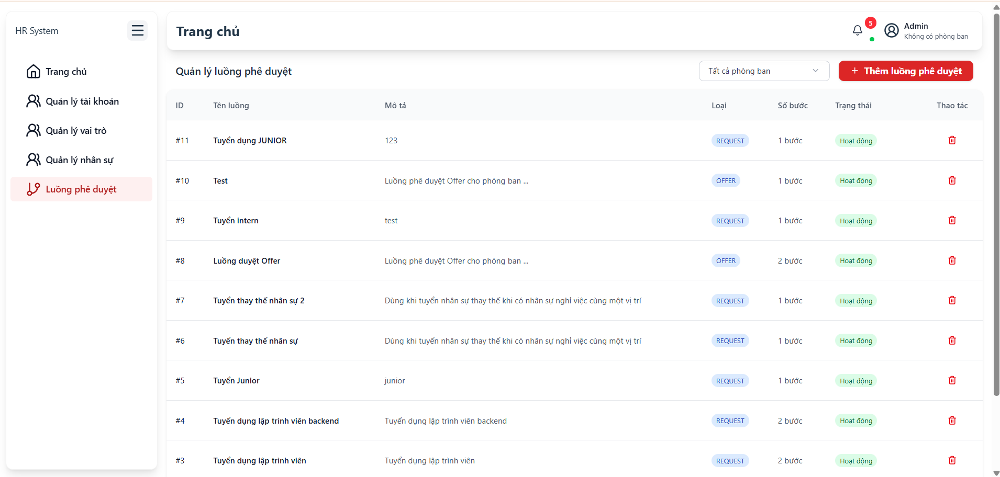 HR System
Trang chủ
Quản lý tài khoản
Quản lý vai trò
Quản lý nhân sự
Luồng phê duyệt
Trang chủ
5
Admin
Không có phòng ban
Quản lý luồng phê duyệt
Tất cả phòng ban
+ Thêm luồng phê duyệt
ID Tên luồng Mô tả Loại Số bước Trạng thái Thao tác
#11 Tuyển dụng JUNIOR 123 REQUEST 1 bước Hoạt động
#10 Test Luồng phê duyệt Offer cho phòng ban ... OFFER 1 bước Hoạt động
#9 Tuyển intern test REQUEST 1 bước Hoạt động
#8 Luồng duyệt Offer Luồng phê duyệt Offer cho phòng ban ... OFFER 2 bước Hoạt động
#7 Tuyển thay thế nhân sự 2 Dùng khi tuyển nhân sự thay thế khi có nhân sự nghỉ việc cùng một vị trí REQUEST 1 bước Hoạt động
#6 Tuyển thay thế nhân sự Dùng khi tuyển nhân sự thay thế khi có nhân sự nghỉ việc cùng một vị trí REQUEST 1 bước Hoạt động
#5 Tuyển Junior junior REQUEST 1 bước Hoạt động
#4 Tuyển dụng lập trình viên backend Tuyển dụng lập trình viên backend REQUEST 2 bước Hoạt động
#3 Tuyển dụng lập trình viên Tuyển dụng lập trình viên REQUEST 2 bước Hoạt động